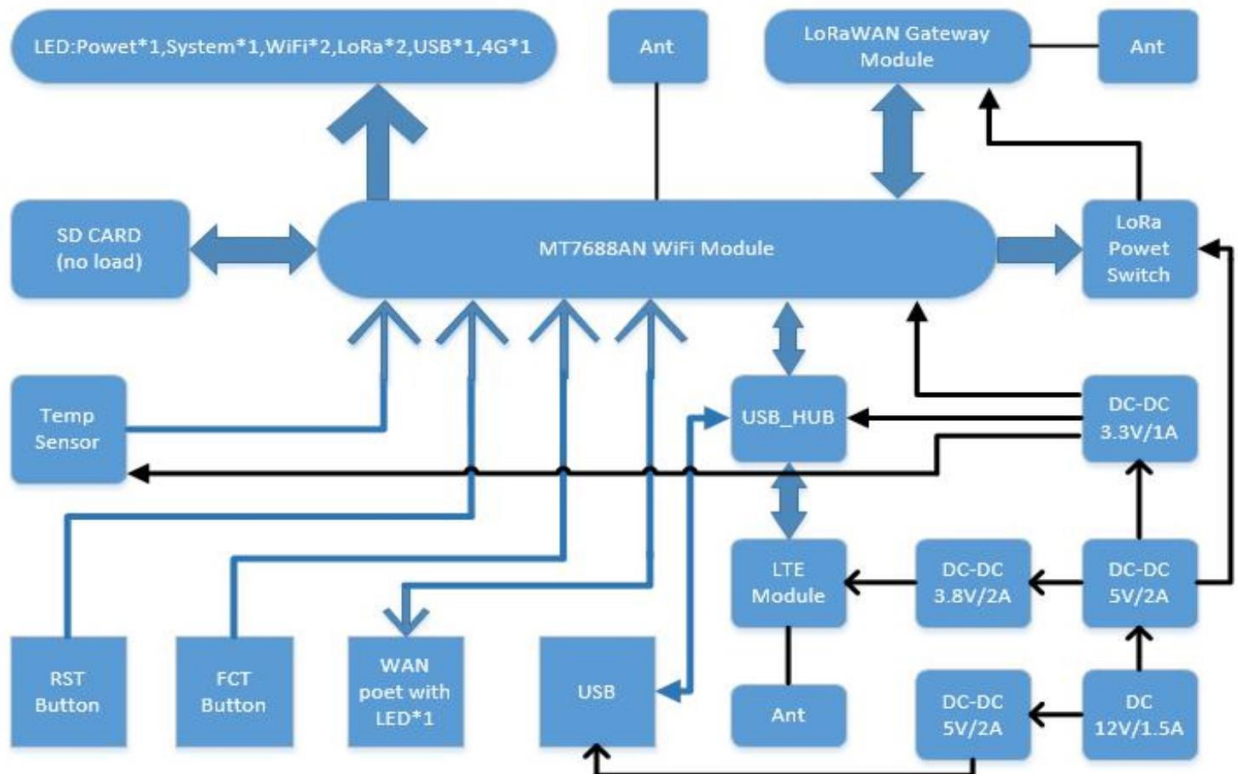 LED:Powet*1,System*1,WiFi*2,LoRa*2,USB*1,4G*1
Ant
LoRaWAN Gateway
Module
Ant
SD CARD
(no load)
MT7688AN WiFi Module
LoRa
Powet
Switch
Temp
Sensor
USB_HUB
DC-DC
3.3V/1A
LTE
Module
DC-DC
3.8V/2A
DC-DC
5V/2A
RST
Button
FCT
Button
WAN
poet with
LED*1
USB
Ant
DC-DC
5V/2A
DC
12V/1.5A